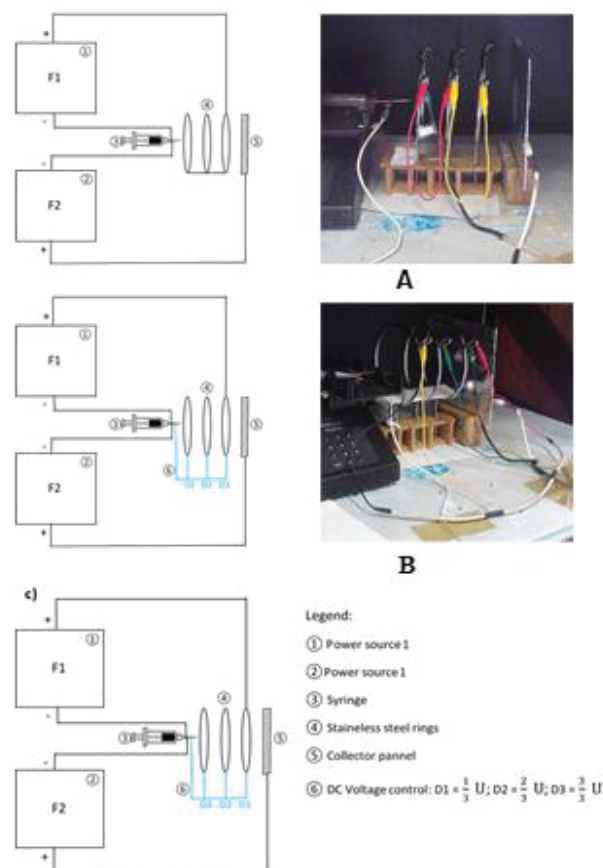 +
F1
①
-
③
④
⑤
-
F2
②
+
A
+
F1
①
-
③
④
⑤
-
⑥
F2
②
+
B
c)
+
F1
①
-
③
④
⑤
-
⑥
D3 D2 D1
F2
②
+
Legend:
① Power source 1
② Power source 1
③ Syringe
④ Staineless steel rings
⑤ Collector pannel
⑥ DC Voltage control: D1 = 1/3 U; D2 = 2/3 U; D3 = 3/3 U